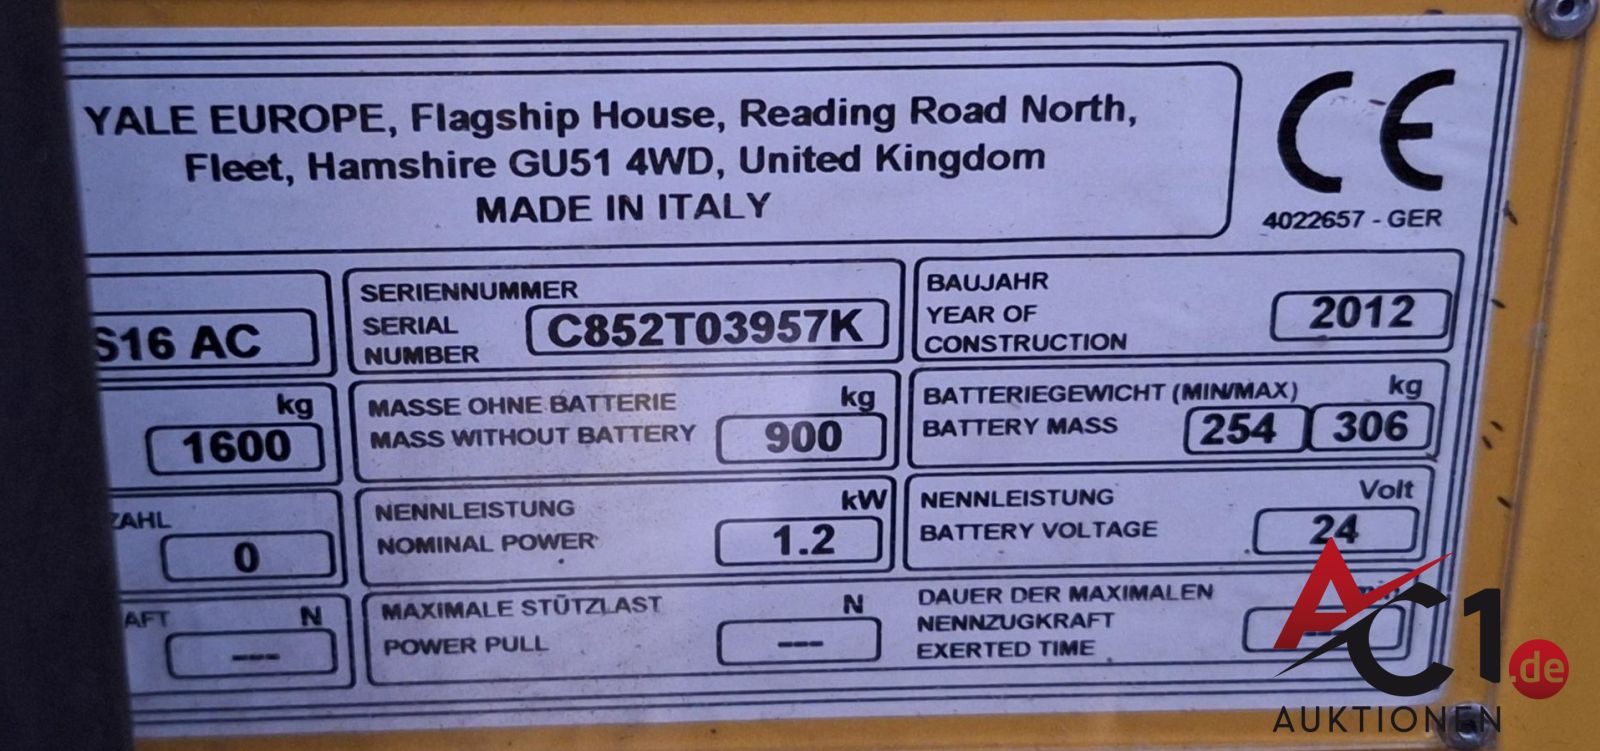 YALE EUROPE, Flagship House, Reading Road North,
Fleet, Hamshire GU51 4WD, United Kingdom
MADE IN ITALY
CE
4022657 - GER
S16 AC
SERIENNUMMER
SERIAL
NUMBER
C852T03957K
BAUJAHR
YEAR OF
CONSTRUCTION
2012
kg
1600
MASSE OHNE BATTERIE
MASS WITHOUT BATTERY
kg
900
BATTERIEGEWICHT (MIN/MAX)
BATTERY MASS
kg
254 306
ZAHL
0
NENNLEISTUNG
NOMINAL POWER
kW
1.2
NENNLEISTUNG
BATTERY VOLTAGE
Volt
24
AFT
N
---
MAXIMALE STÜTZLAST
POWER PULL
N
---
DAUER DER MAXIMALEN
NENNZUGKRAFT
EXERTED TIME
min
---
AC1.de
AUKTIONEN